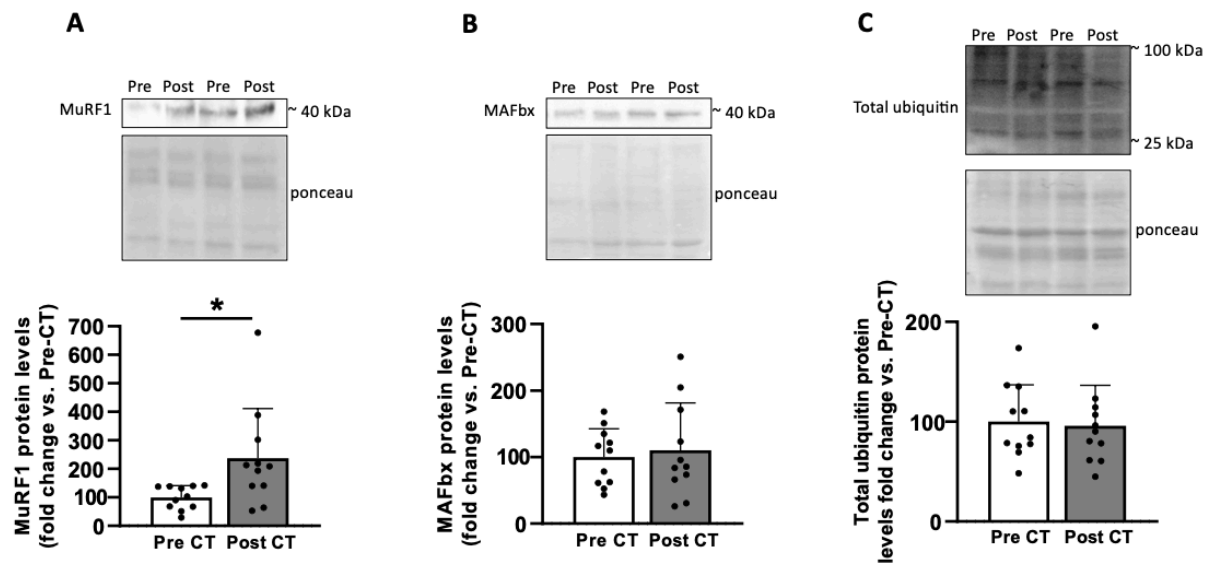 A
Pre Post Pre Post
MuRF1
~ 40 kDa
ponceau
MuRF1 protein levels
(fold change vs. Pre-CT)
700
600
500
400
300
200
100
0
*
Pre CT Post CT
B
Pre Post Pre Post
MAFbx
~ 40 kDa
ponceau
MAFbx protein levels
(fold change vs. Pre-CT)
300
200
100
0
Pre CT Post CT
C
Pre Post Pre Post
~ 100 kDa
Total ubiquitin
~ 25 kDa
ponceau
Total ubiquitin protein
levels fold change vs. Pre-CT)
200
100
0
Pre CT Post CT